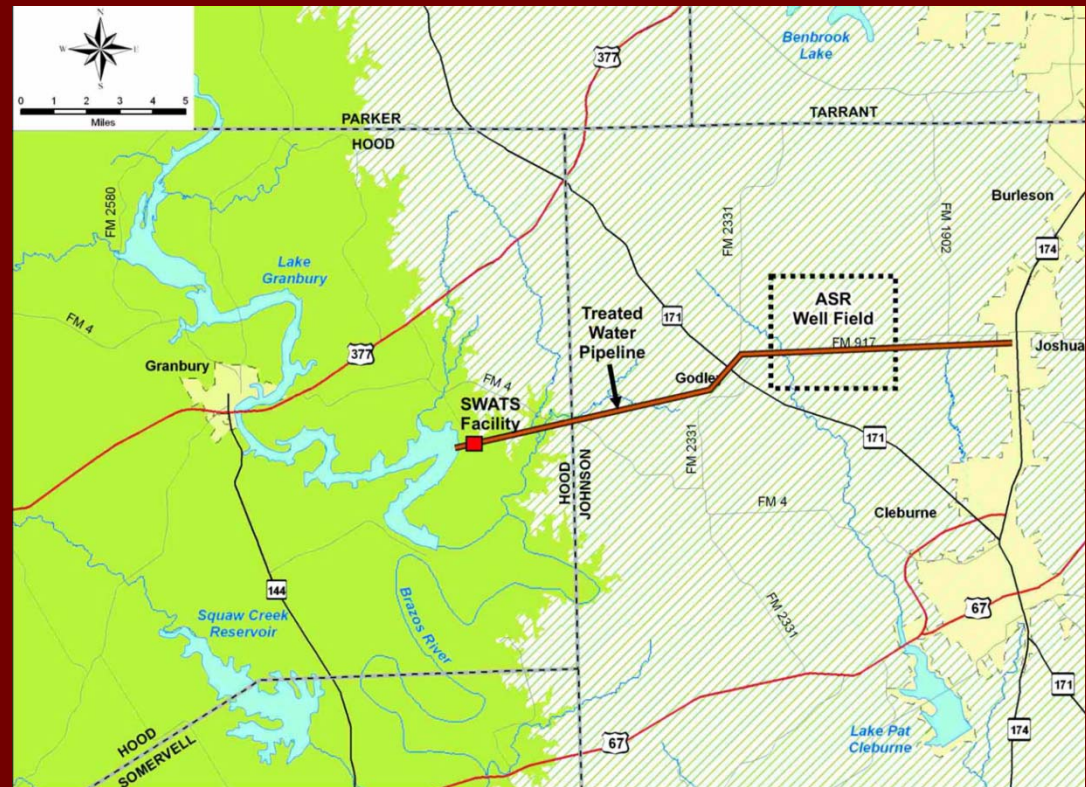 N
W
E
S
0 1 2 3 4 5
Miles
Benbrook
Lake
377
PARKER
TARRANT
HOOD
FM 2580
Burleson
FM 2331
FM 1902
174
Lake
Granbury
ASR
Well Field
FM 4
171
Treated
Water
Pipeline
FM 917
Joshua
377
Granbury
FM 4
Godle
SWATS
Facility
HOOD
JOHNSON
FM 2331
171
FM 4
Cleburne
144
Brazos River
67
Squaw Creek
Reservoir
FM 2331
171
HOOD
SOMERVELL
67
Lake Pat
Cleburne
174